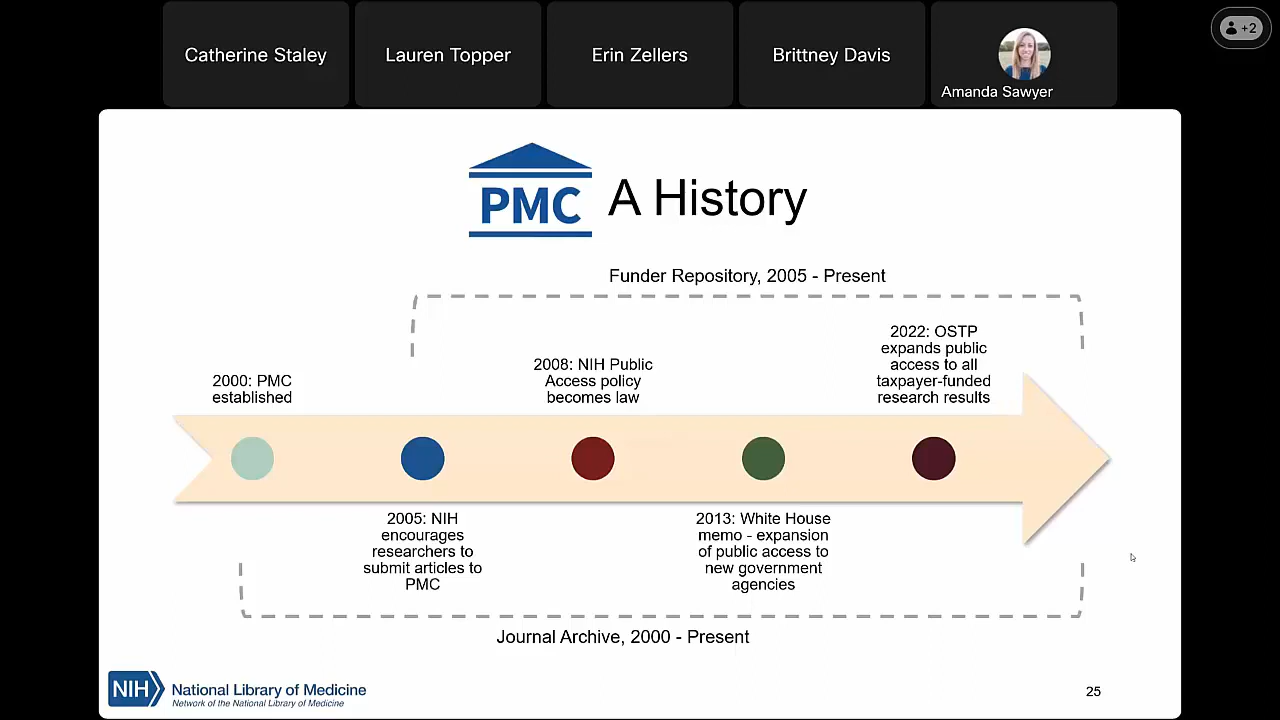 Catherine Staley
Lauren Topper
Erin Zellers
Brittney Davis
Amanda Sawyer
+2
PMC A History
Funder Repository, 2005 - Present
2000: PMC
established
2008: NIH Public
Access policy
becomes law
2022: OSTP
expands public
access to all
taxpayer-funded
research results
2005: NIH
encourages
researchers to
submit articles to
PMC
2013: White House
memo - expansion
of public access to
new government
agencies
Journal Archive, 2000 - Present
NIH National Library of Medicine
Network of the National Library of Medicine
25